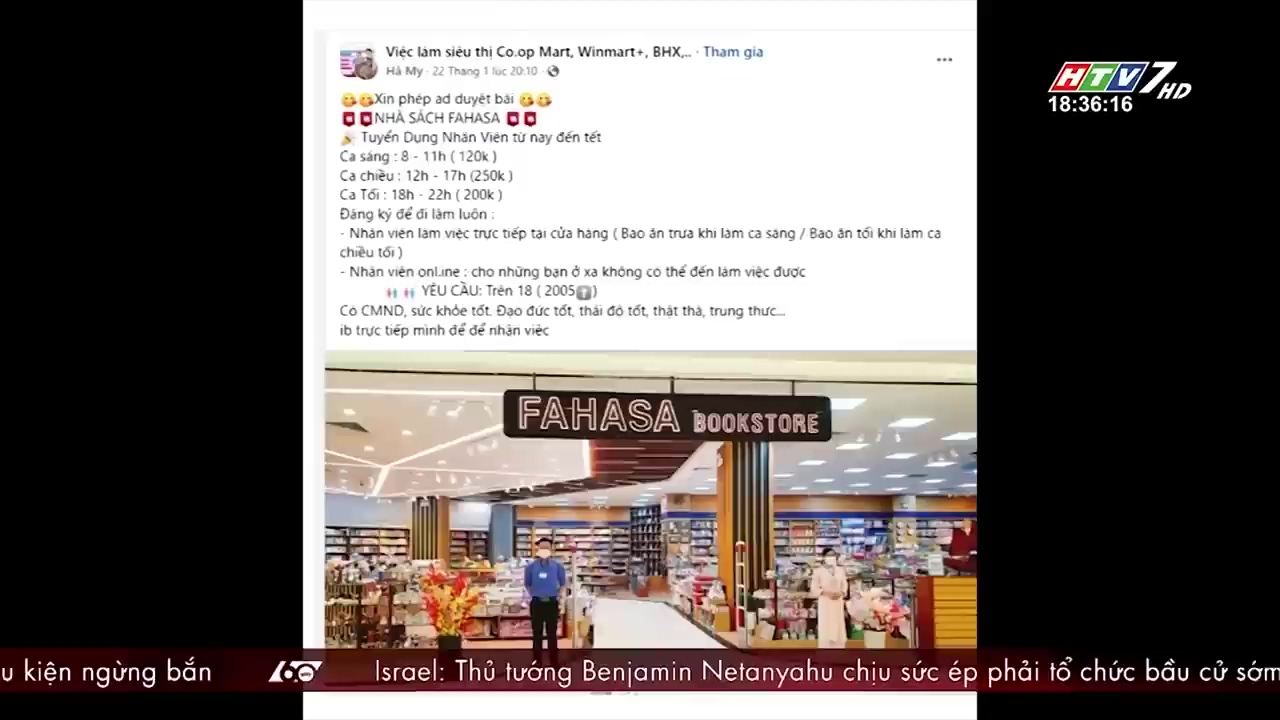 Việc làm siêu thị Co.op Mart, Winmart+, BHX,.. · Tham gia
Hà My · 22 Tháng 1 lúc 20:10 ·
Xin phép ad duyệt bài
NHÀ SÁCH FAHASA
Tuyển Dụng Nhân Viên từ nay đến tết
Ca sáng : 8 - 11h ( 120k )
Ca chiều : 12h - 17h (250k )
Ca Tối : 18h - 22h ( 200k )
Đăng ký để đi làm luôn :
- Nhân viên làm việc trực tiếp tại cửa hàng ( Bao ăn trưa khi làm ca sáng / Bao ăn tối khi làm ca
chiều tối )
- Nhân viên onl.ine : cho những bạn ở xa không có thể đến làm việc được
YÊU CẦU: Trên 18 ( 2005⬆)
Có CMND, sức khỏe tốt. Đạo đức tốt, thái độ tốt, thật thà, trung thưc...
ib trực tiếp mình để để nhận việc
HTV7 HD
18:36:16
FAHASA BOOKSTORE
u kiện ngừng bắn 60 Israel: Thủ tướng Benjamin Netanyahu chịu sức ép phải tổ chức bầu cử sớm